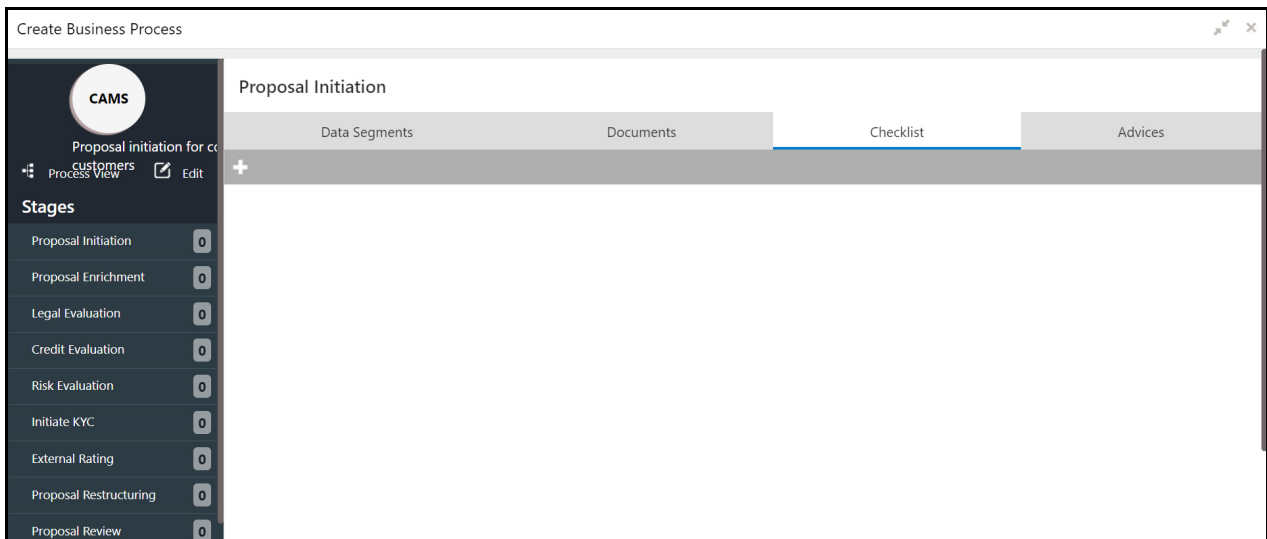 Create Business Process
CAMS
Proposal initiation for
customers
Process View
Edit
Stages
Proposal Initiation 0
Proposal Enrichment 0
Legal Evaluation 0
Credit Evaluation 0
Risk Evaluation 0
Initiate KYC 0
External Rating 0
Proposal Restructuring 0
Proposal Review 0
Proposal Initiation
Data Segments Documents Checklist Advices